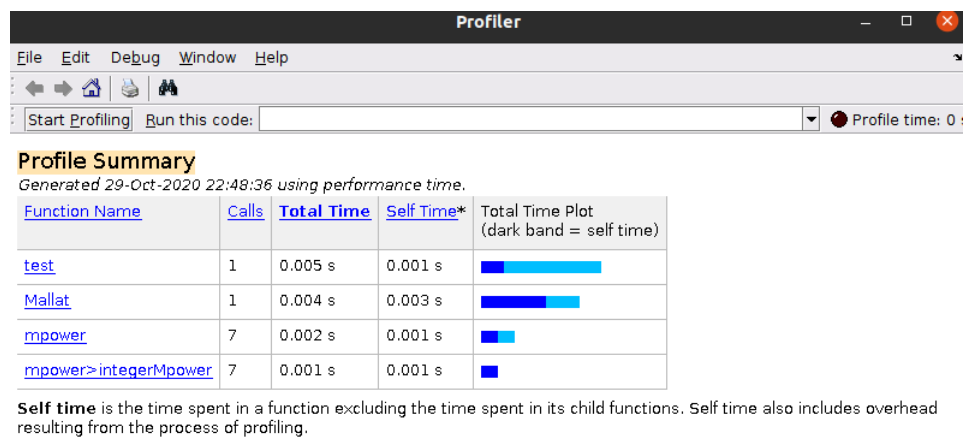 Profiler
File Edit Debug Window Help
Start Profiling Run this code: Profile time: 0 s
Profile Summary
Generated 29-Oct-2020 22:48:36 using performance time.
Function Name Calls Total Time Self Time* Total Time Plot
(dark band = self time)
test 1 0.005 s 0.001 s
Mallat 1 0.004 s 0.003 s
mpower 7 0.002 s 0.001 s
mpower>integerMpower 7 0.001 s 0.001 s
Self time is the time spent in a function excluding the time spent in its child functions. Self time also includes overhead
resulting from the process of profiling.